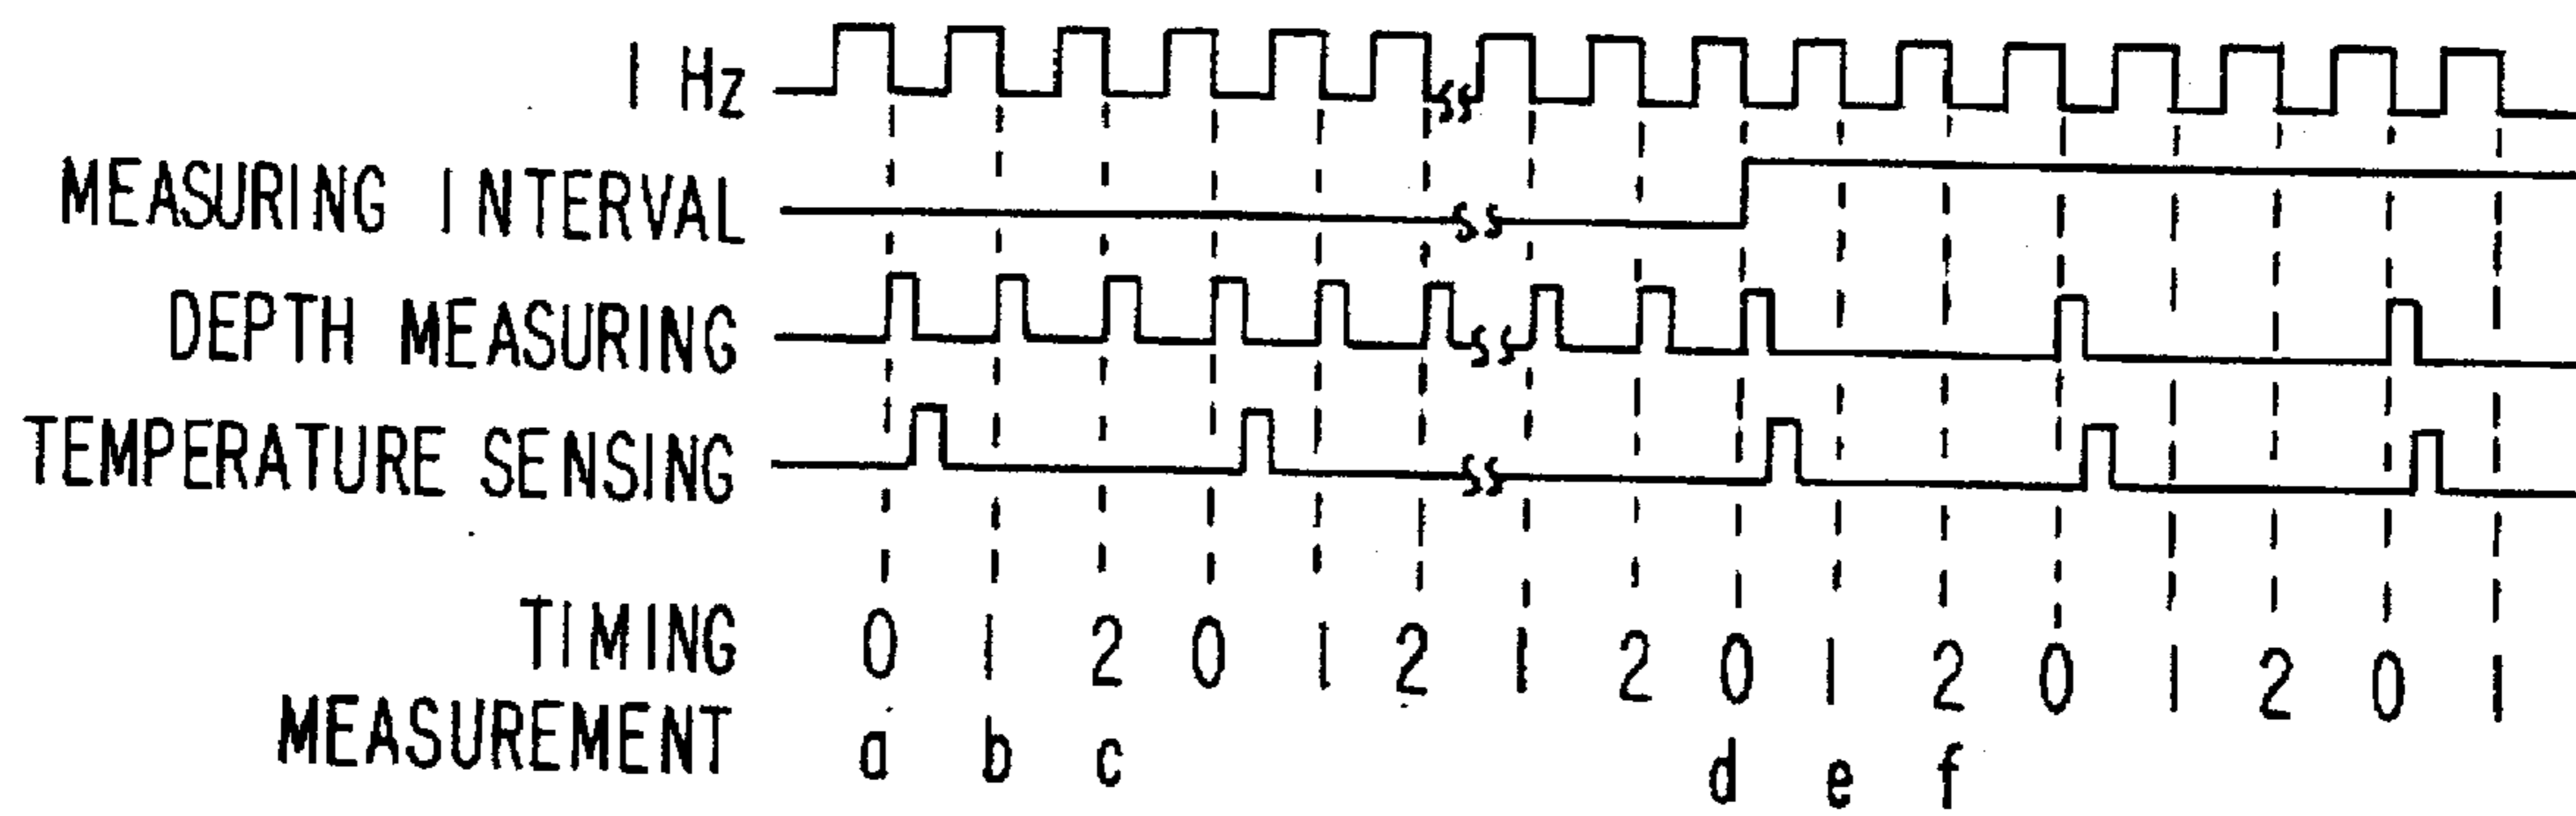 1 Hz
MEASURING INTERVAL
DEPTH MEASURING
TEMPERATURE SENSING
TIMING 0 1 2 0 1 2 1 2 0 1 2 0 1 2 0 1
MEASUREMENT a b c d e f